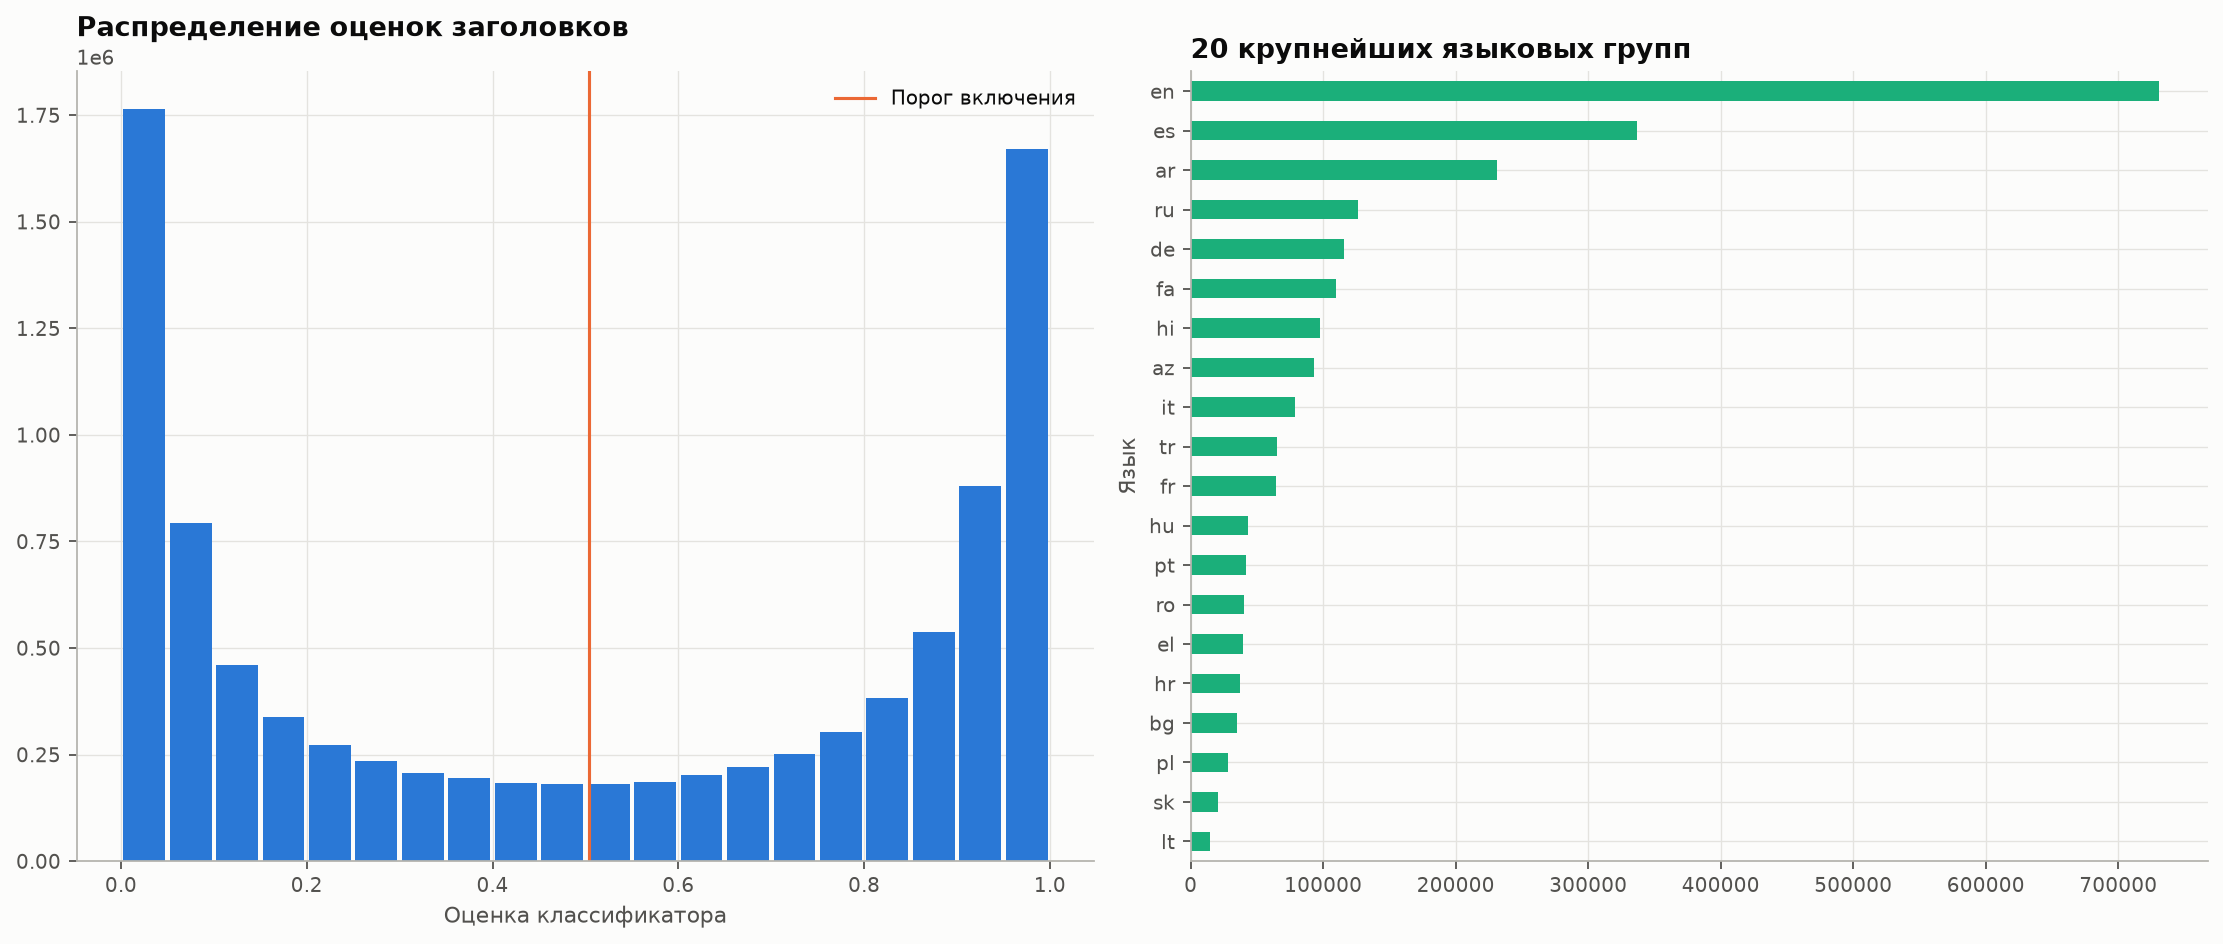 Распределение оценок заголовков
1e6
1.75
1.50
1.25
1.00
0.75
0.50
0.25
0.00
Порог включения
0.0 0.2 0.4 0.6 0.8 1.0
Оценка классификатора
20 крупнейших языковых групп
Язык
en
es
ar
ru
de
fa
hi
az
it
tr
fr
hu
pt
ro
el
hr
bg
pl
sk
lt
0 100000 200000 300000 400000 500000 600000 700000